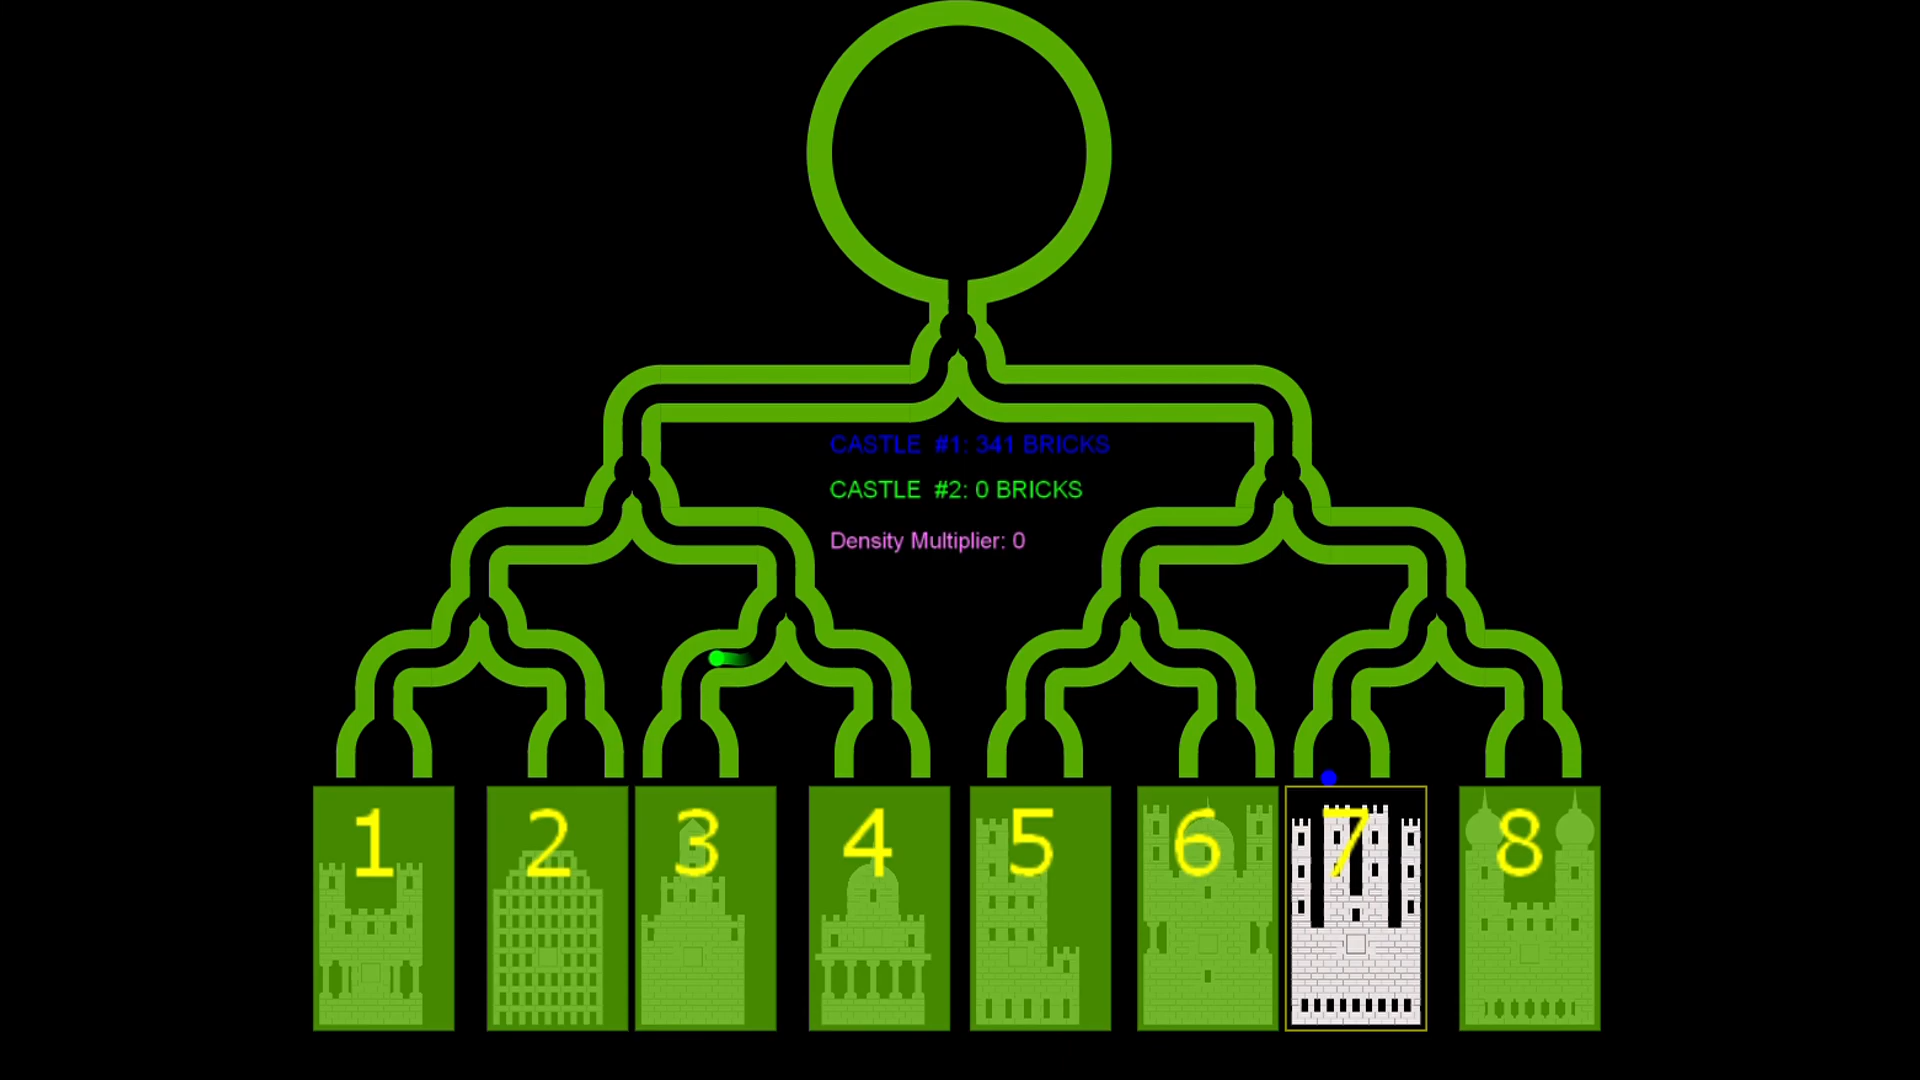 CASTLE #1: 341 BRICKS
CASTLE #2: 0 BRICKS
Density Multiplier: 0
1 2 3 4 5 6 7 8